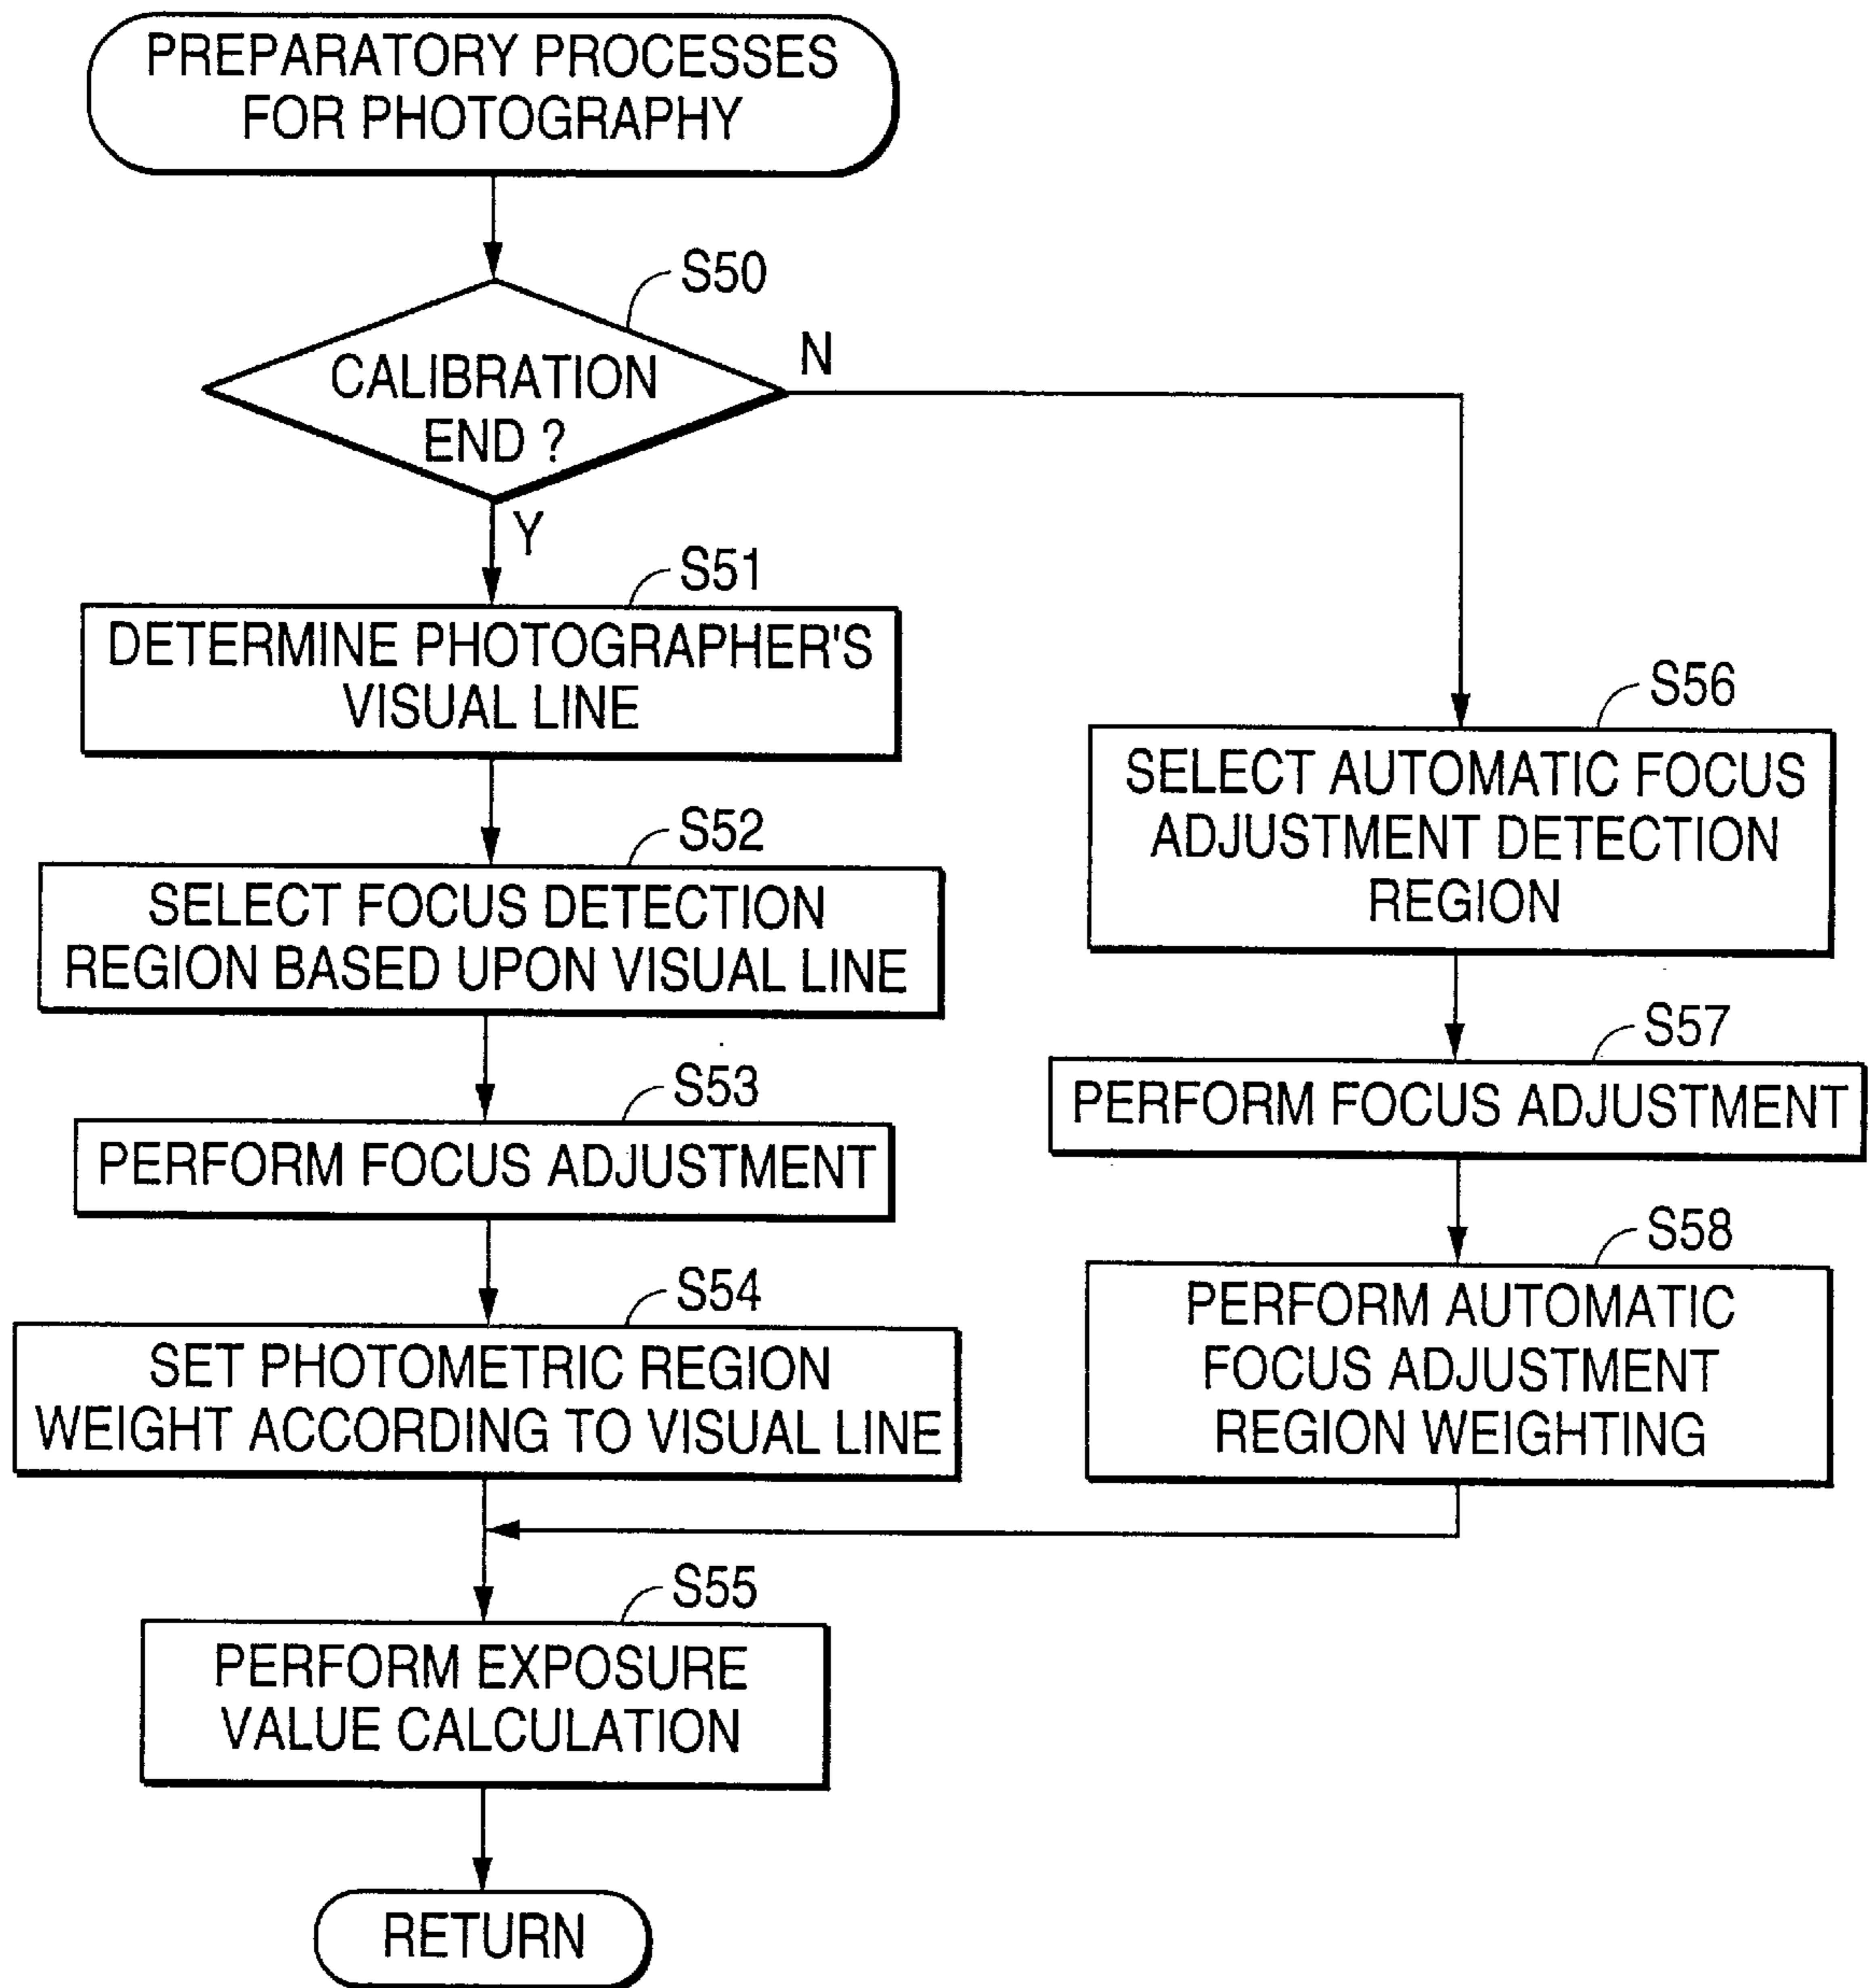 PREPARATORY PROCESSES
FOR PHOTOGRAPHY
S50
CALIBRATION
END ?
N
Y
S51
DETERMINE PHOTOGRAPHER'S
VISUAL LINE
S52
SELECT FOCUS DETECTION
REGION BASED UPON VISUAL LINE
S53
PERFORM FOCUS ADJUSTMENT
S54
SET PHOTOMETRIC REGION
WEIGHT ACCORDING TO VISUAL LINE
S56
SELECT AUTOMATIC FOCUS
ADJUSTMENT DETECTION
REGION
S57
PERFORM FOCUS ADJUSTMENT
S58
PERFORM AUTOMATIC
FOCUS ADJUSTMENT
REGION WEIGHTING
S55
PERFORM EXPOSURE
VALUE CALCULATION
RETURN